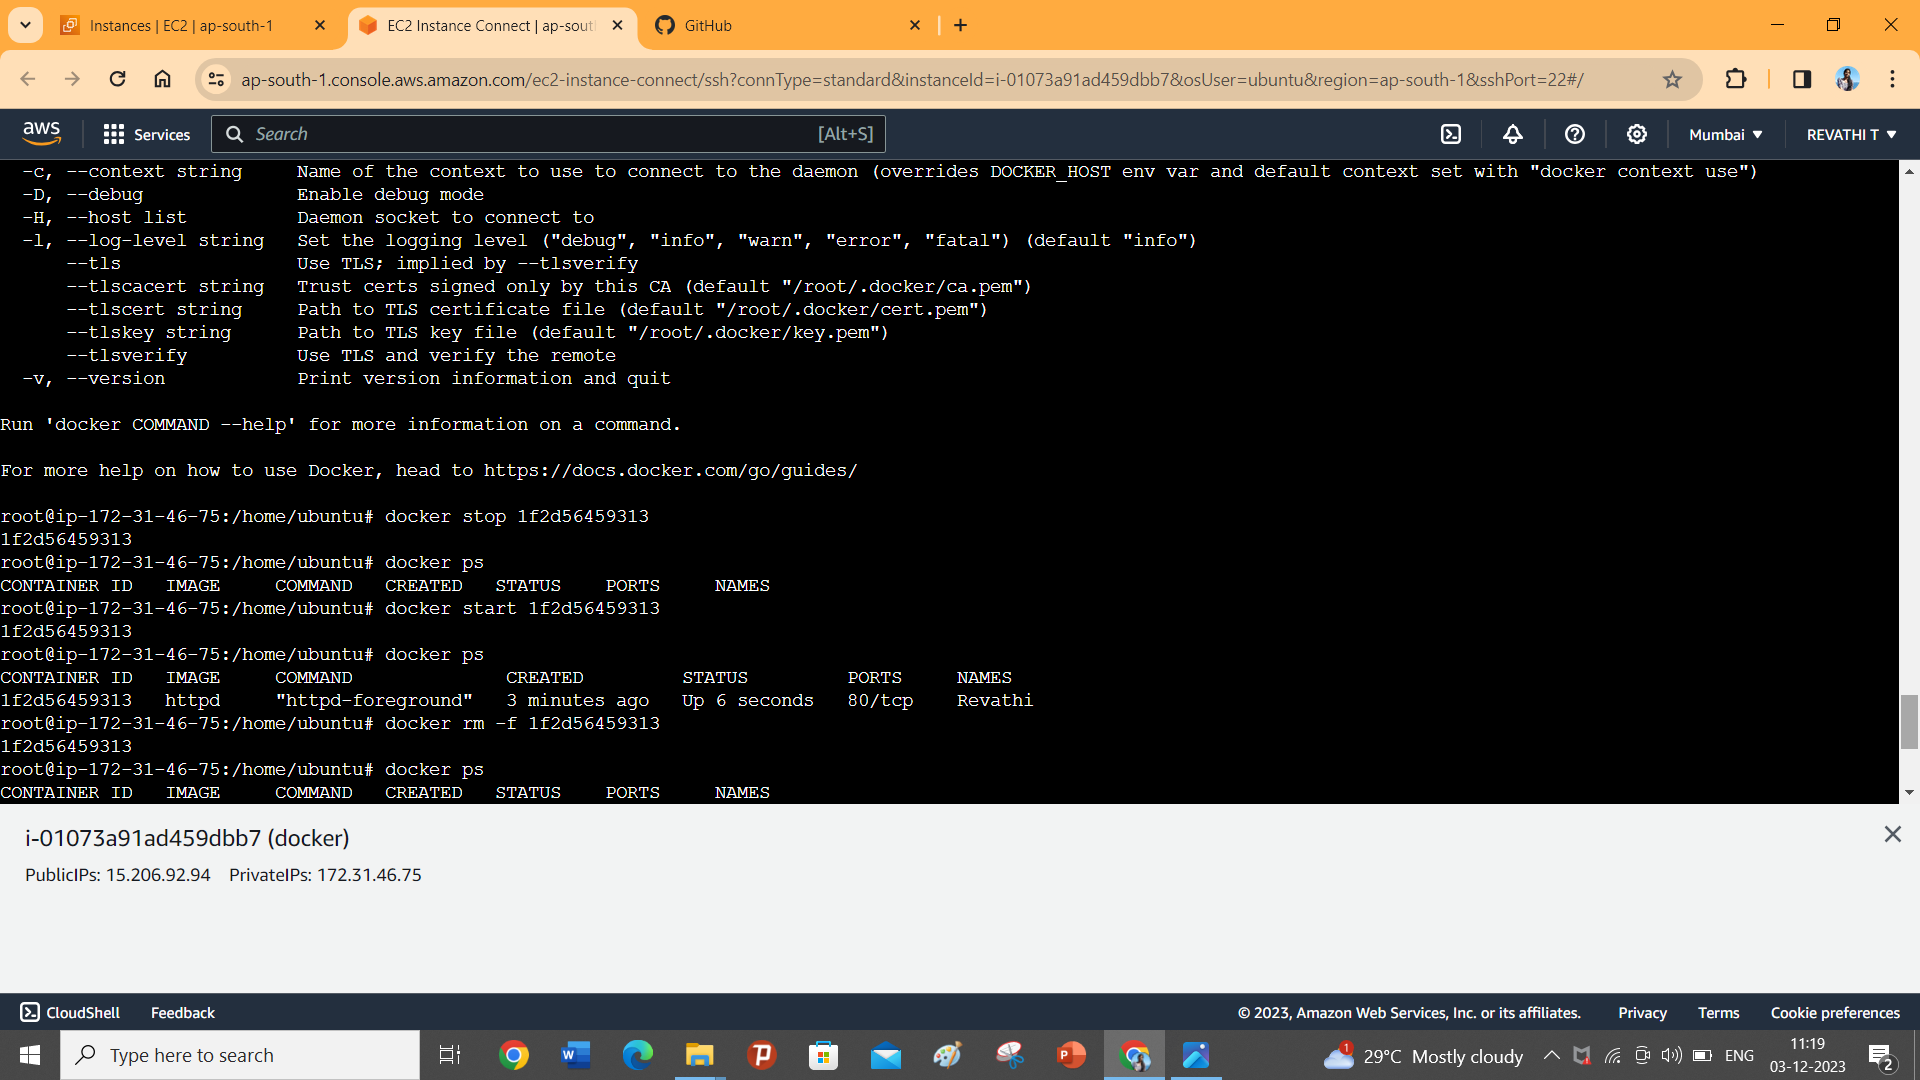 Instances | EC2 | ap-south-1
EC2 Instance Connect | ap-sout
GitHub
ap-south-1.console.aws.amazon.com/ec2-instance-connect/ssh?connType=standard&instanceId=i-01073a91ad459dbb7&osUser=ubuntu&region=ap-south-1&sshPort=22#/
aws Services Search [Alt+S] Mumbai REVATHI T
-c, --context string     Name of the context to use to connect to the daemon (overrides DOCKER_HOST env var and default context set with "docker context use")
-D, --debug              Enable debug mode
-H, --host list          Daemon socket to connect to
-l, --log-level string   Set the logging level ("debug", "info", "warn", "error", "fatal") (default "info")
--tls                Use TLS; implied by --tlsverify
--tlscacert string   Trust certs signed only by this CA (default "/root/.docker/ca.pem")
--tlscert string     Path to TLS certificate file (default "/root/.docker/cert.pem")
--tlskey string      Path to TLS key file (default "/root/.docker/key.pem")
--tlsverify          Use TLS and verify the remote
-v, --version            Print version information and quit
Run 'docker COMMAND --help' for more information on a command.
For more help on how to use Docker, head to https://docs.docker.com/go/guides/
root@ip-172-31-46-75:/home/ubuntu# docker stop 1f2d56459313
1f2d56459313
root@ip-172-31-46-75:/home/ubuntu# docker ps
CONTAINER ID   IMAGE     COMMAND   CREATED   STATUS    PORTS     NAMES
root@ip-172-31-46-75:/home/ubuntu# docker start 1f2d56459313
1f2d56459313
root@ip-172-31-46-75:/home/ubuntu# docker ps
CONTAINER ID   IMAGE     COMMAND              CREATED         STATUS         PORTS     NAMES
1f2d56459313   httpd     "httpd-foreground"   3 minutes ago   Up 6 seconds   80/tcp    Revathi
root@ip-172-31-46-75:/home/ubuntu# docker rm -f 1f2d56459313
1f2d56459313
root@ip-172-31-46-75:/home/ubuntu# docker ps
CONTAINER ID   IMAGE     COMMAND   CREATED   STATUS    PORTS     NAMES
i-01073a91ad459dbb7 (docker)
PublicIPs: 15.206.92.94 PrivateIPs: 172.31.46.75
CloudShell Feedback © 2023, Amazon Web Services, Inc. or its affiliates. Privacy Terms Cookie preferences
Type here to search 1 29°C Mostly cloudy ENG 11:19
03-12-2023 2